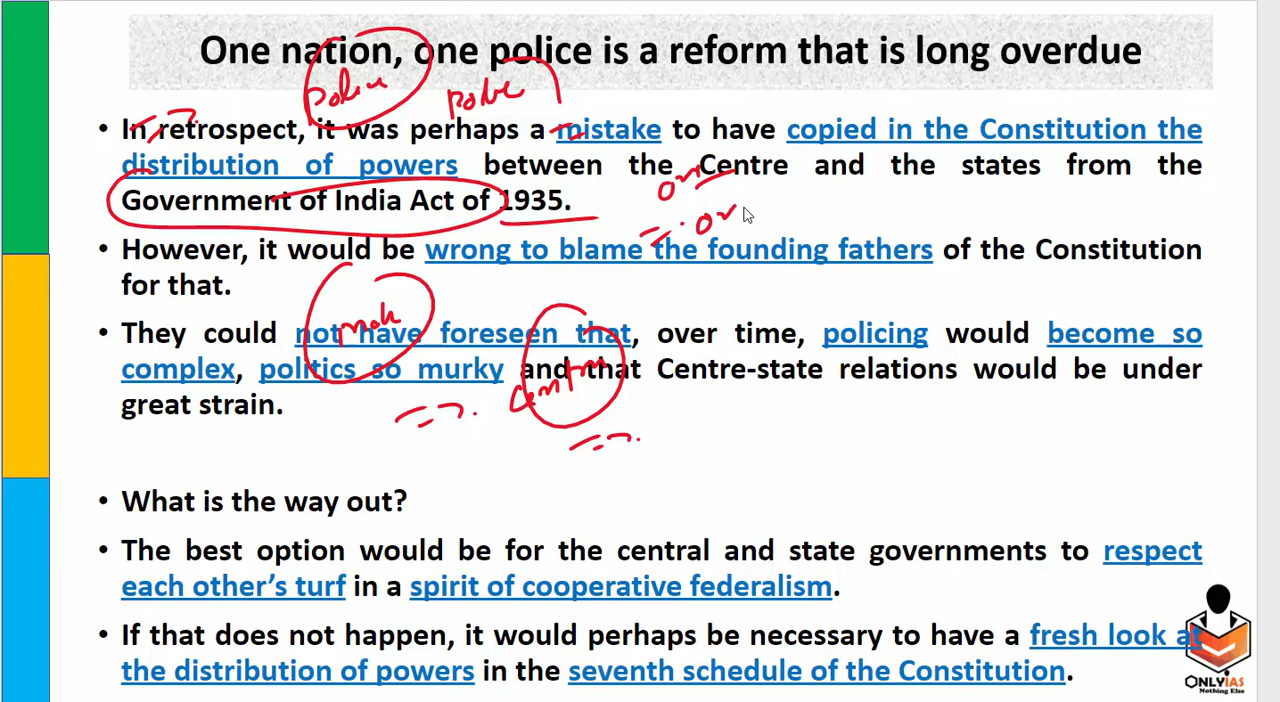 One nation, one police is a reform that is long overdue
police police
• In retrospect, it was perhaps a mistake to have copied in the Constitution the
distribution of powers between the Centre and the states from the
Government of India Act of 1935.
• However, it would be wrong to blame the founding fathers of the Constitution
for that.
• They could not have foreseen that, over time, policing would become so
complex, politics so murky and that Centre-state relations would be under
great strain.
• What is the way out?
• The best option would be for the central and state governments to respect
each other’s turf in a spirit of cooperative federalism.
• If that does not happen, it would perhaps be necessary to have a fresh look at
the distribution of powers in the seventh schedule of the Constitution.
ONLYIAS
Nothing Else